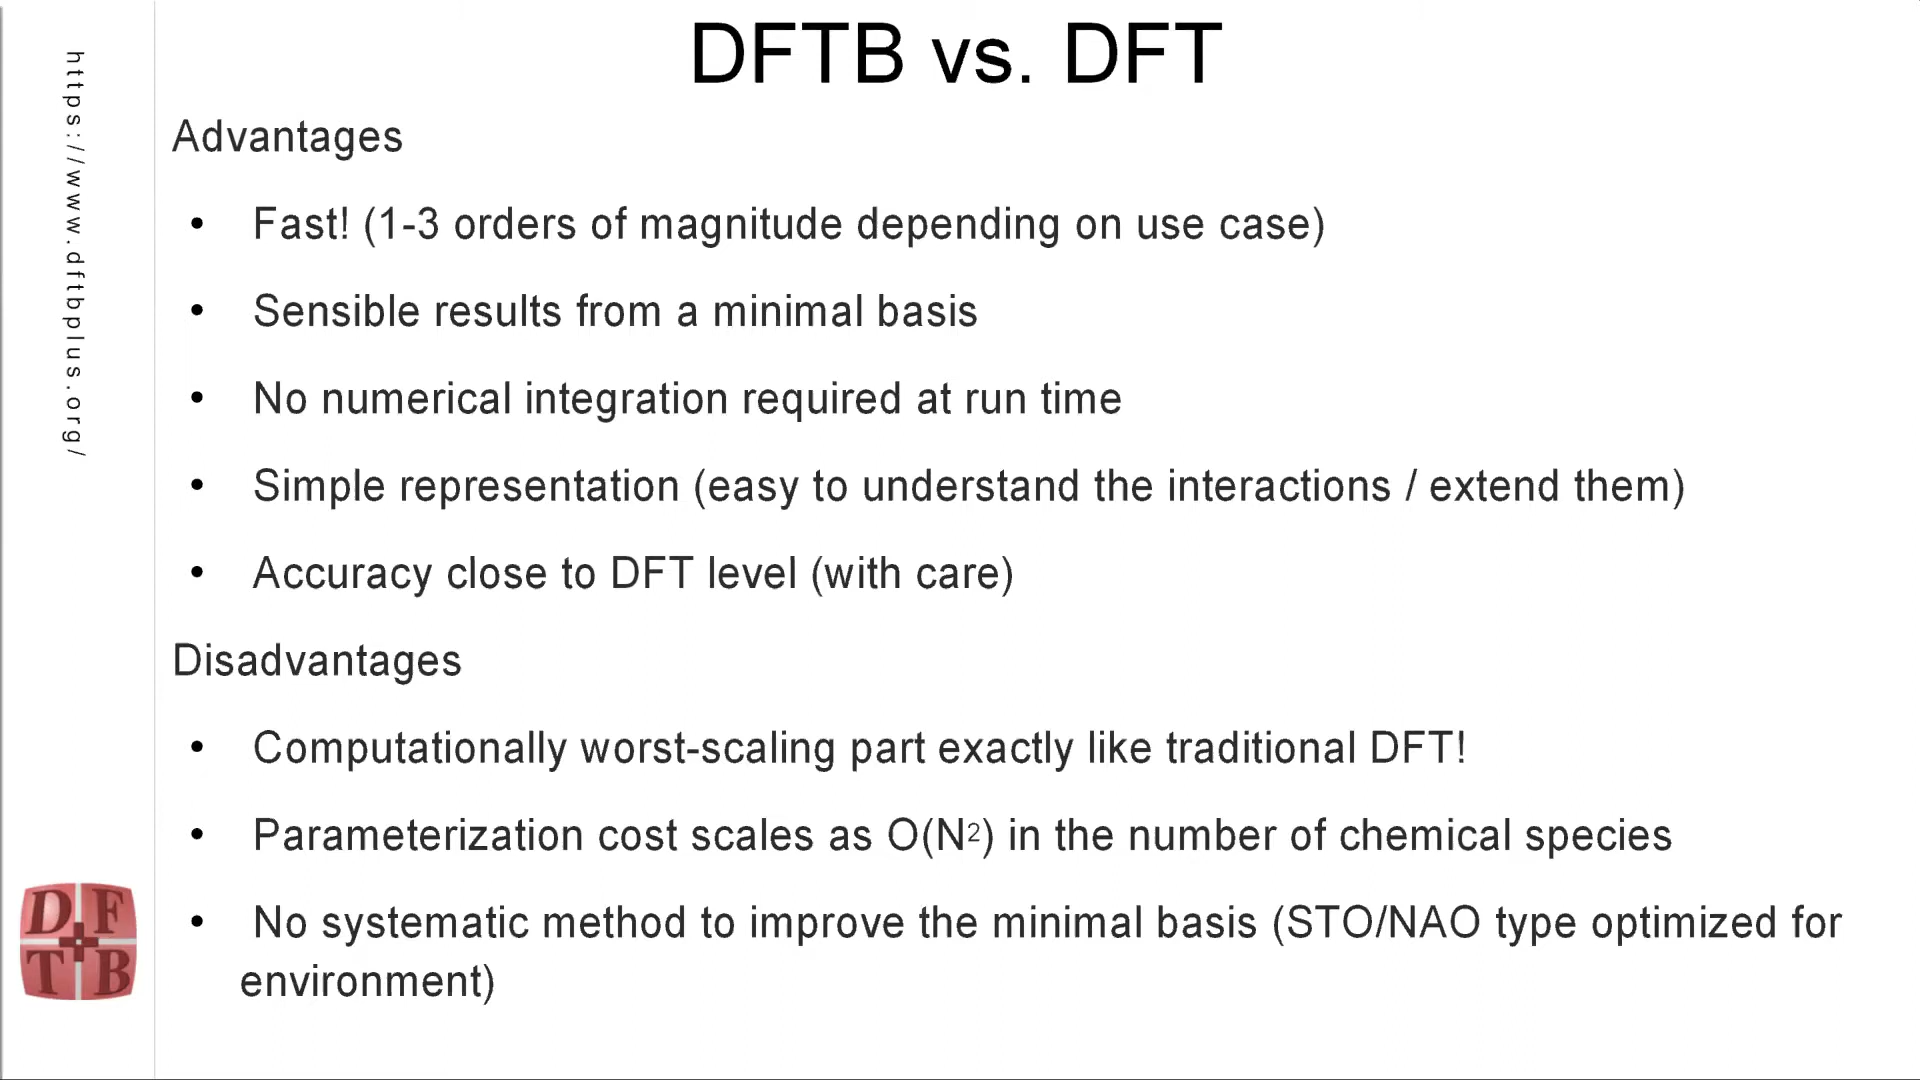 DFTB vs. DFT
https://www.dftbplus.org/
Advantages
• Fast! (1-3 orders of magnitude depending on use case)
• Sensible results from a minimal basis
• No numerical integration required at run time
• Simple representation (easy to understand the interactions / extend them)
• Accuracy close to DFT level (with care)
Disadvantages
• Computationally worst-scaling part exactly like traditional DFT!
• Parameterization cost scales as O(N²) in the number of chemical species
• No systematic method to improve the minimal basis (STO/NAO type optimized for
environment)
D F
T B